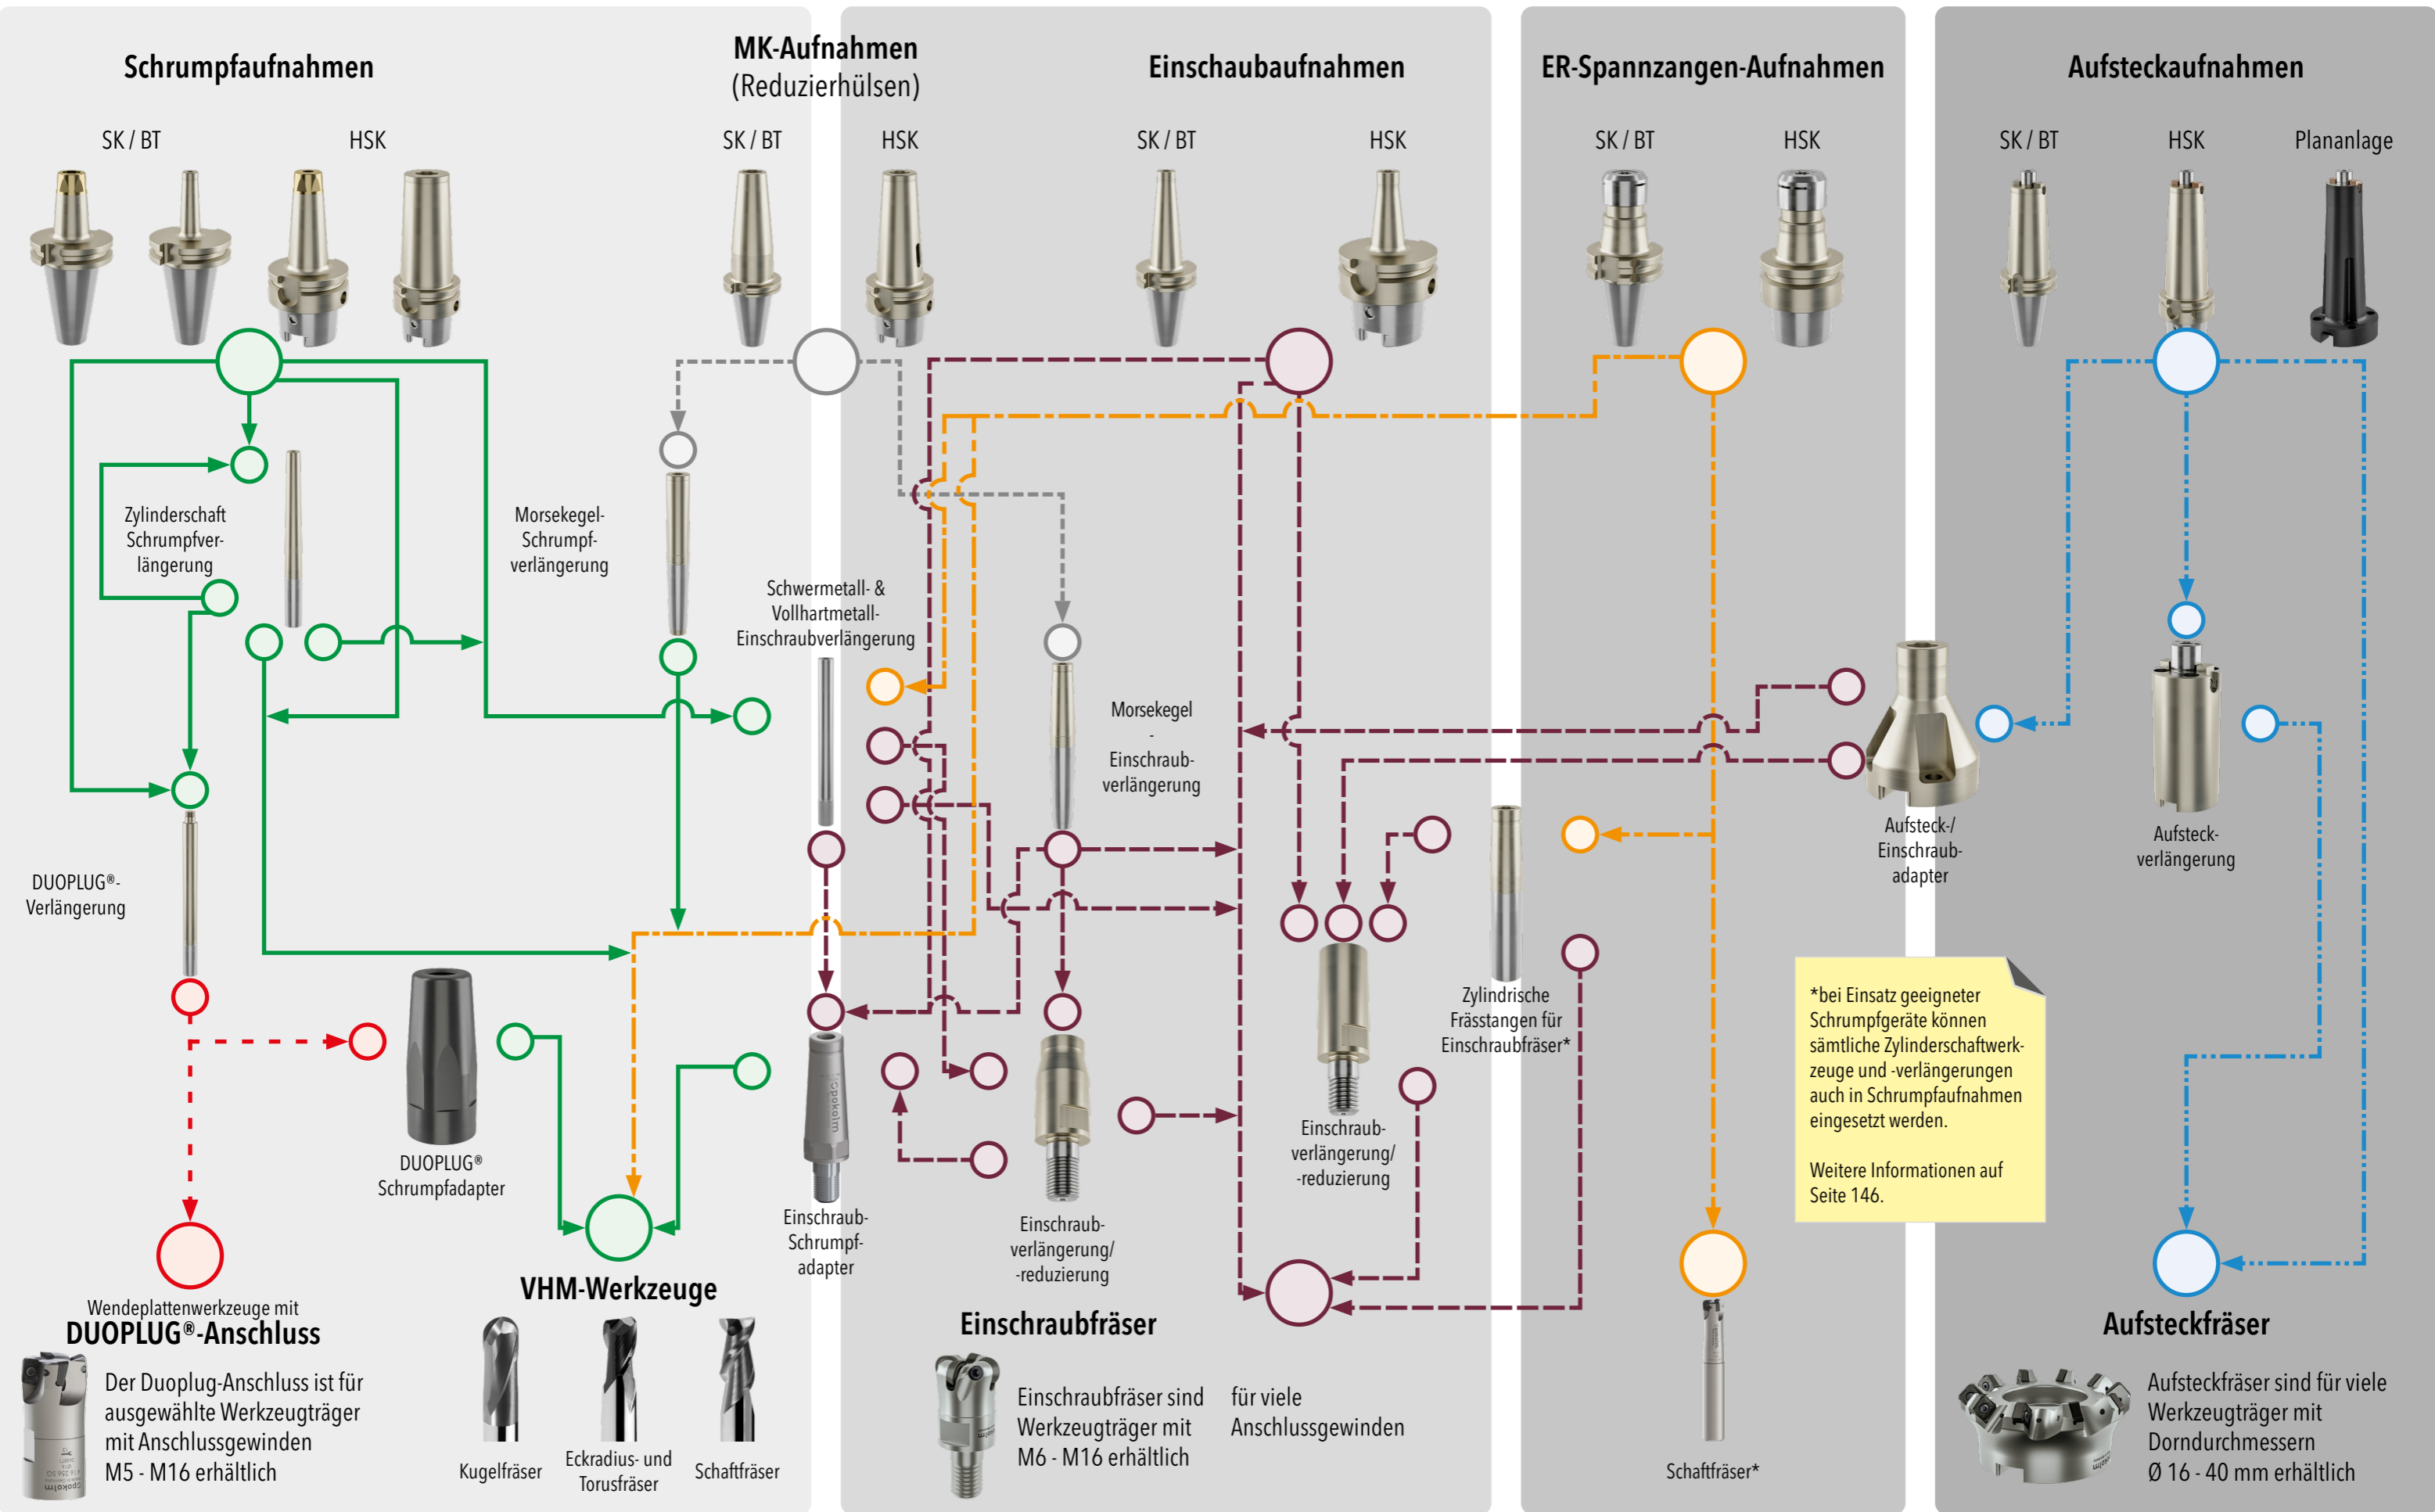 Schrumpfaufnahmen
MK-Aufnahmen
(Reduzierhülsen)
Einschaubaufnahmen
ER-Spannzangen-Aufnahmen
Aufsteckaufnahmen
SK / BT
HSK
SK / BT
HSK
SK / BT
HSK
SK / BT
HSK
SK / BT
HSK
Plananlage
Zylinderschaft
Schrumpfver-
längerung
Morsekegel-
Schrumpf-
verlängerung
Schwermetall- &
Vollhartmetall-
Einschraubverlängerung
Morsekegel
-
Einschraub-
verlängerung
DUOPLUG®-
Verlängerung
Aufsteck-/
Einschraub-
adapter
Aufsteck-
verlängerung
Zylindrische
Frässtangen für
Einschraubfräser*
*bei Einsatz geeigneter
Schrumpfgeräte können
sämtliche Zylinderschaftwerk-
zeuge und -verlängerungen
auch in Schrumpfaufnahmen
eingesetzt werden.
Weitere Informationen auf
Seite 146.
DUOPLUG®
Schrumpfadapter
pokolm
Einschraub-
Schrumpf-
adapter
Einschraub-
verlängerung/
-reduzierung
Einschraub-
verlängerung/
-reduzierung
Wendeplattenwerkzeuge mit
DUOPLUG®-Anschluss
Der Duoplug-Anschluss ist für
ausgewählte Werkzeugträger
mit Anschlussgewinden
M5 - M16 erhältlich
VHM-Werkzeuge
Kugelfräser
Eckradius- und
Torusfräser
Schaftfräser
Einschraubfräser
Einschraubfräser sind für viele
Werkzeugträger mit Anschlussgewinden
M6 - M16 erhältlich
Schaftfräser*
Aufsteckfräser
Aufsteckfräser sind für viele
Werkzeugträger mit
Dorndurchmessern
Ø 16 - 40 mm erhältlich